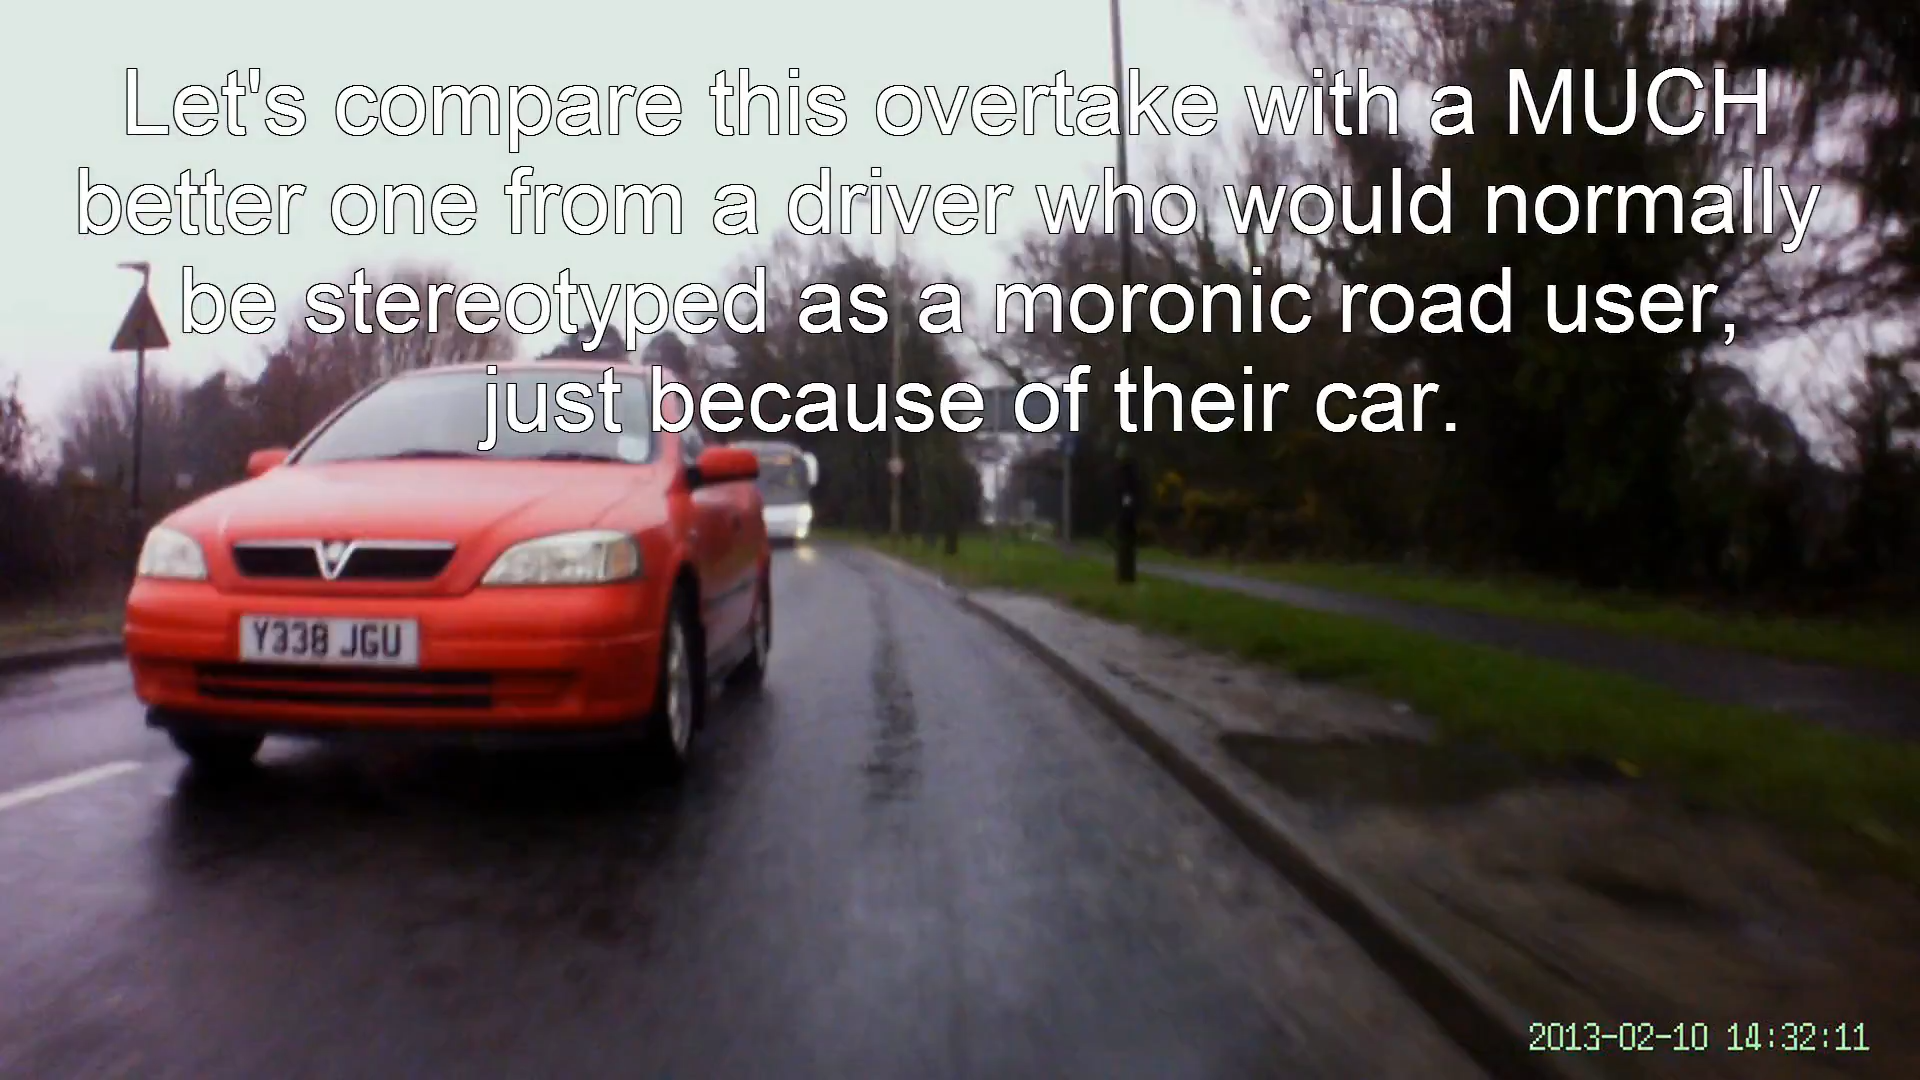 Let's compare this overtake with a MUCH
better one from a driver who would normally
be stereotyped as a moronic road user,
just because of their car.
Y338 JGU
2013-02-10 14:32:11